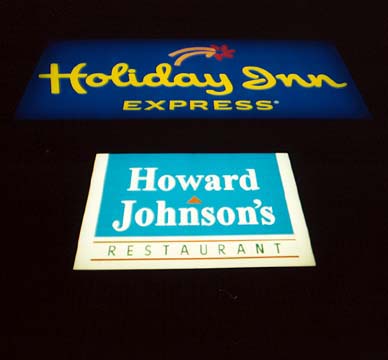 Holiday Inn
EXPRESS®
Howard
Johnson's
RESTAURANT